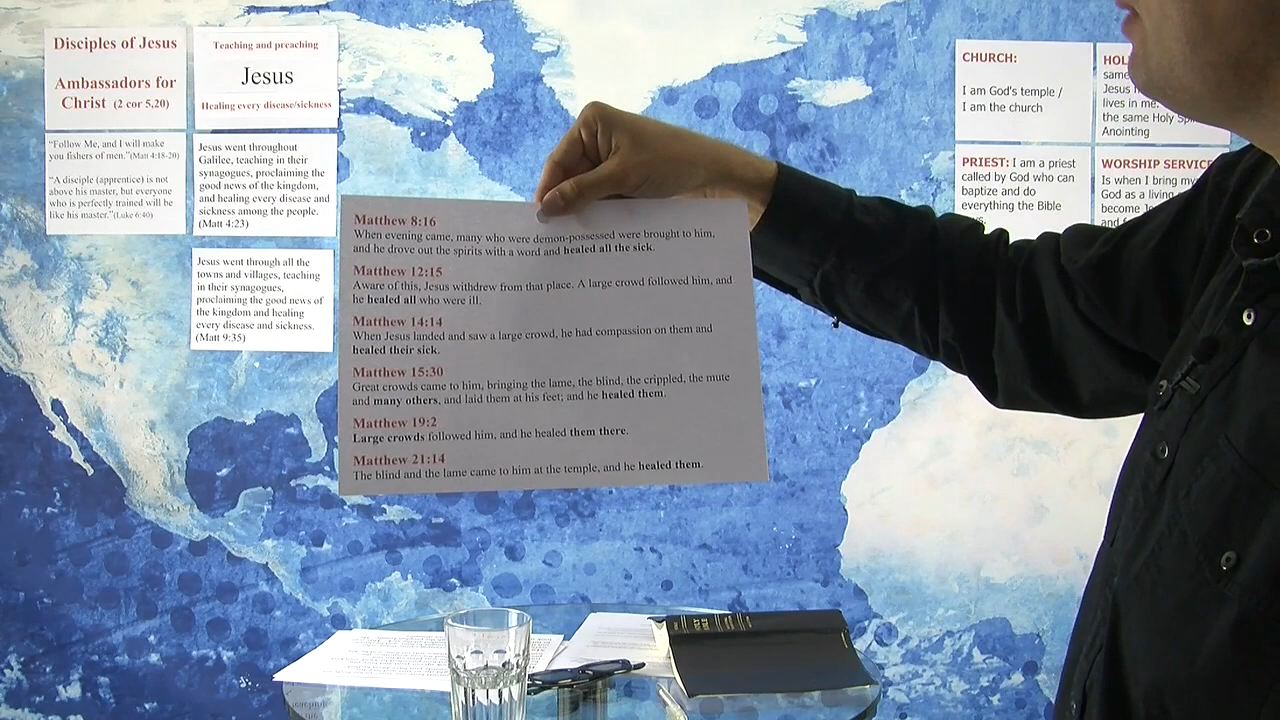 Disciples of Jesus
Ambassadors for
Christ (2 cor 5,20)
"Follow Me, and I will make
you fishers of men."(Matt 4:18-20)
"A disciple (apprentice) is not
above his master, but everyone
who is perfectly trained will be
like his master."(Luke 6:40)
Teaching and preaching
Jesus
Healing every disease/sickness
Jesus went throughout
Galilee, teaching in their
synagogues, proclaiming the
good news of the kingdom,
and healing every disease and
sickness among the people.
(Matt 4:23)
Jesus went through all the
towns and villages, teaching
in their synagogues,
proclaiming the good news of
the kingdom and healing
every disease and sickness.
(Matt 9:35)
Matthew 8:16
When evening came, many who were demon-possessed were brought to him,
and he drove out the spirits with a word and healed all the sick.
Matthew 12:15
Aware of this, Jesus withdrew from that place. A large crowd followed him, and
he healed all who were ill.
Matthew 14:14
When Jesus landed and saw a large crowd, he had compassion on them and
healed their sick.
Matthew 15:30
Great crowds came to him, bringing the lame, the blind, the crippled, the mute
and many others, and laid them at his feet; and he healed them.
Matthew 19:2
Large crowds followed him, and he healed them there.
Matthew 21:14
The blind and the lame came to him at the temple, and he healed them.
CHURCH:
I am God's temple /
I am the church
same
Jesus
lives in me.
the same Holy
Anointing
PRIEST: I am a priest
called by God who can
baptize and do
everything the Bible
WORSHIP SERVICE
Is when I bring my
God as a living
become